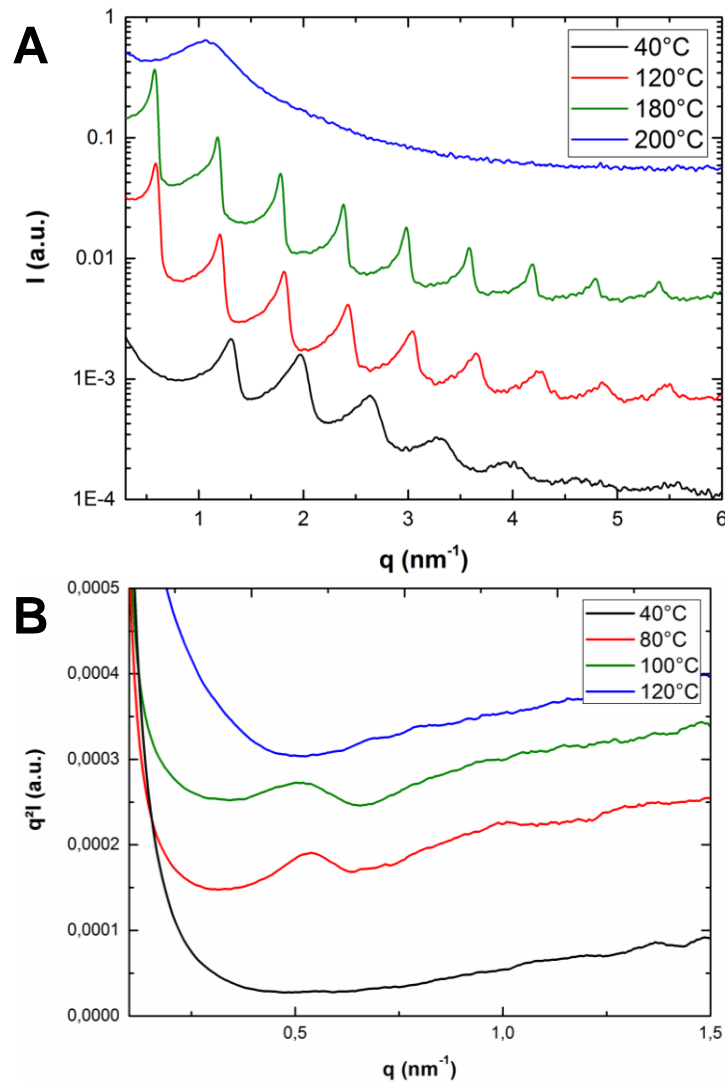 A
1
0.1
0.01
1E-3
1E-4
I (a.u.)
40°C
120°C
180°C
200°C
1 2 3 4 5 6
q (nm⁻¹)
B
0,0005
0,0004
0,0003
0,0002
0,0001
0,0000
q²I (a.u.)
40°C
80°C
100°C
120°C
0,5 1,0 1,5
q (nm⁻¹)